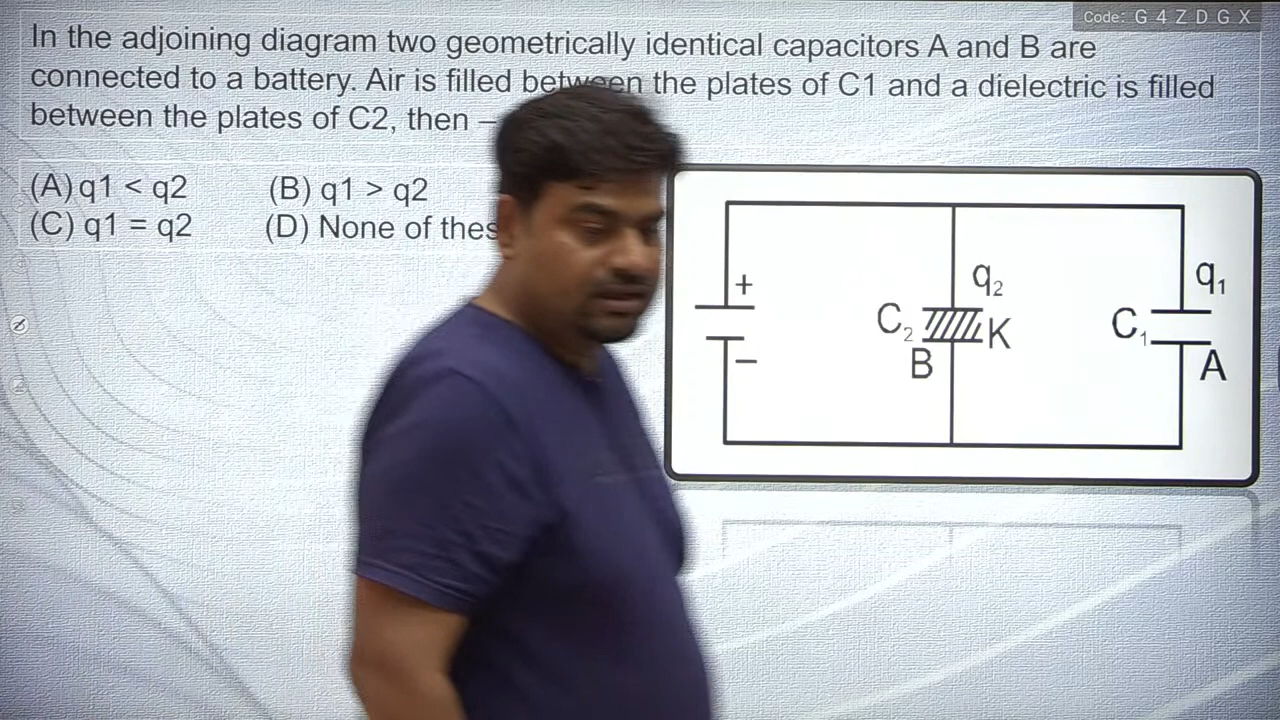 Code: G 4 Z D G X
In the adjoining diagram two geometrically identical capacitors A and B are
connected to a battery. Air is filled between the plates of C1 and a dielectric is filled
between the plates of C2, then –
(A) q1 < q2 (B) q1 > q2
(C) q1 = q2 (D) None of
+
–
q₂
C₂
K
B
q₁
C₁
A